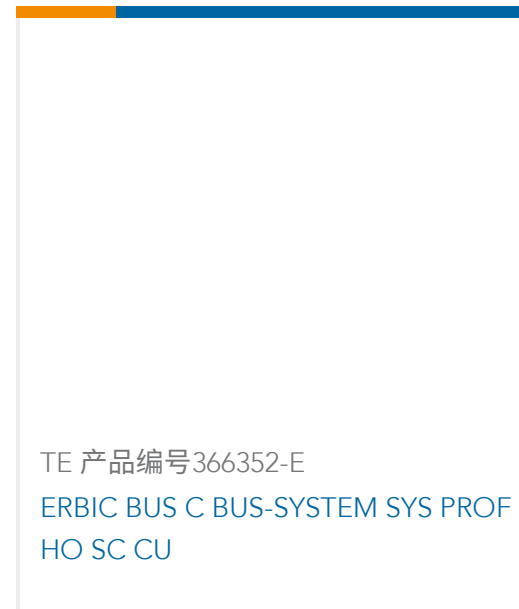 TE 产品编号366352-E
ERBIC BUS C BUS-SYSTEM SYS PROF
HO SC CU